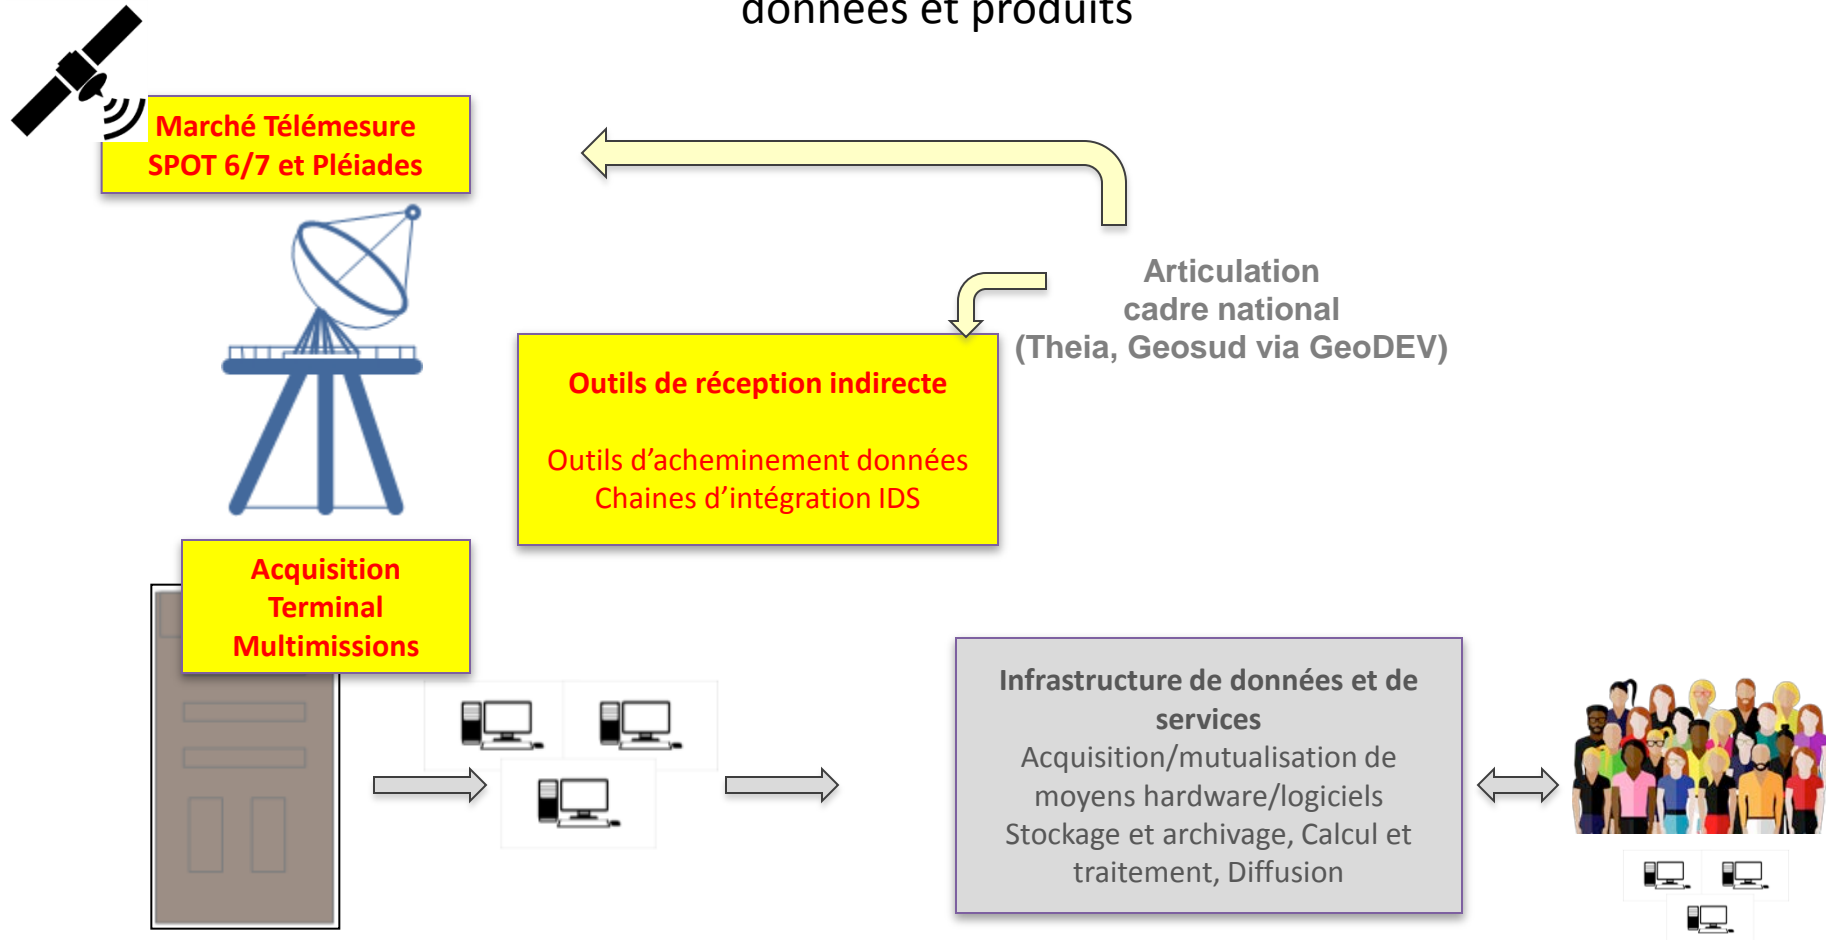 données et produits
Marché Télémesure
SPOT 6/7 et Pléiades
Articulation
cadre national
(Theia, Geosud via GeoDEV)
Outils de réception indirecte
Outils d’acheminement données
Chaines d’intégration IDS
Acquisition
Terminal
Multimissions
Infrastructure de données et de
services
Acquisition/mutualisation de
moyens hardware/logiciels
Stockage et archivage, Calcul et
traitement, Diffusion